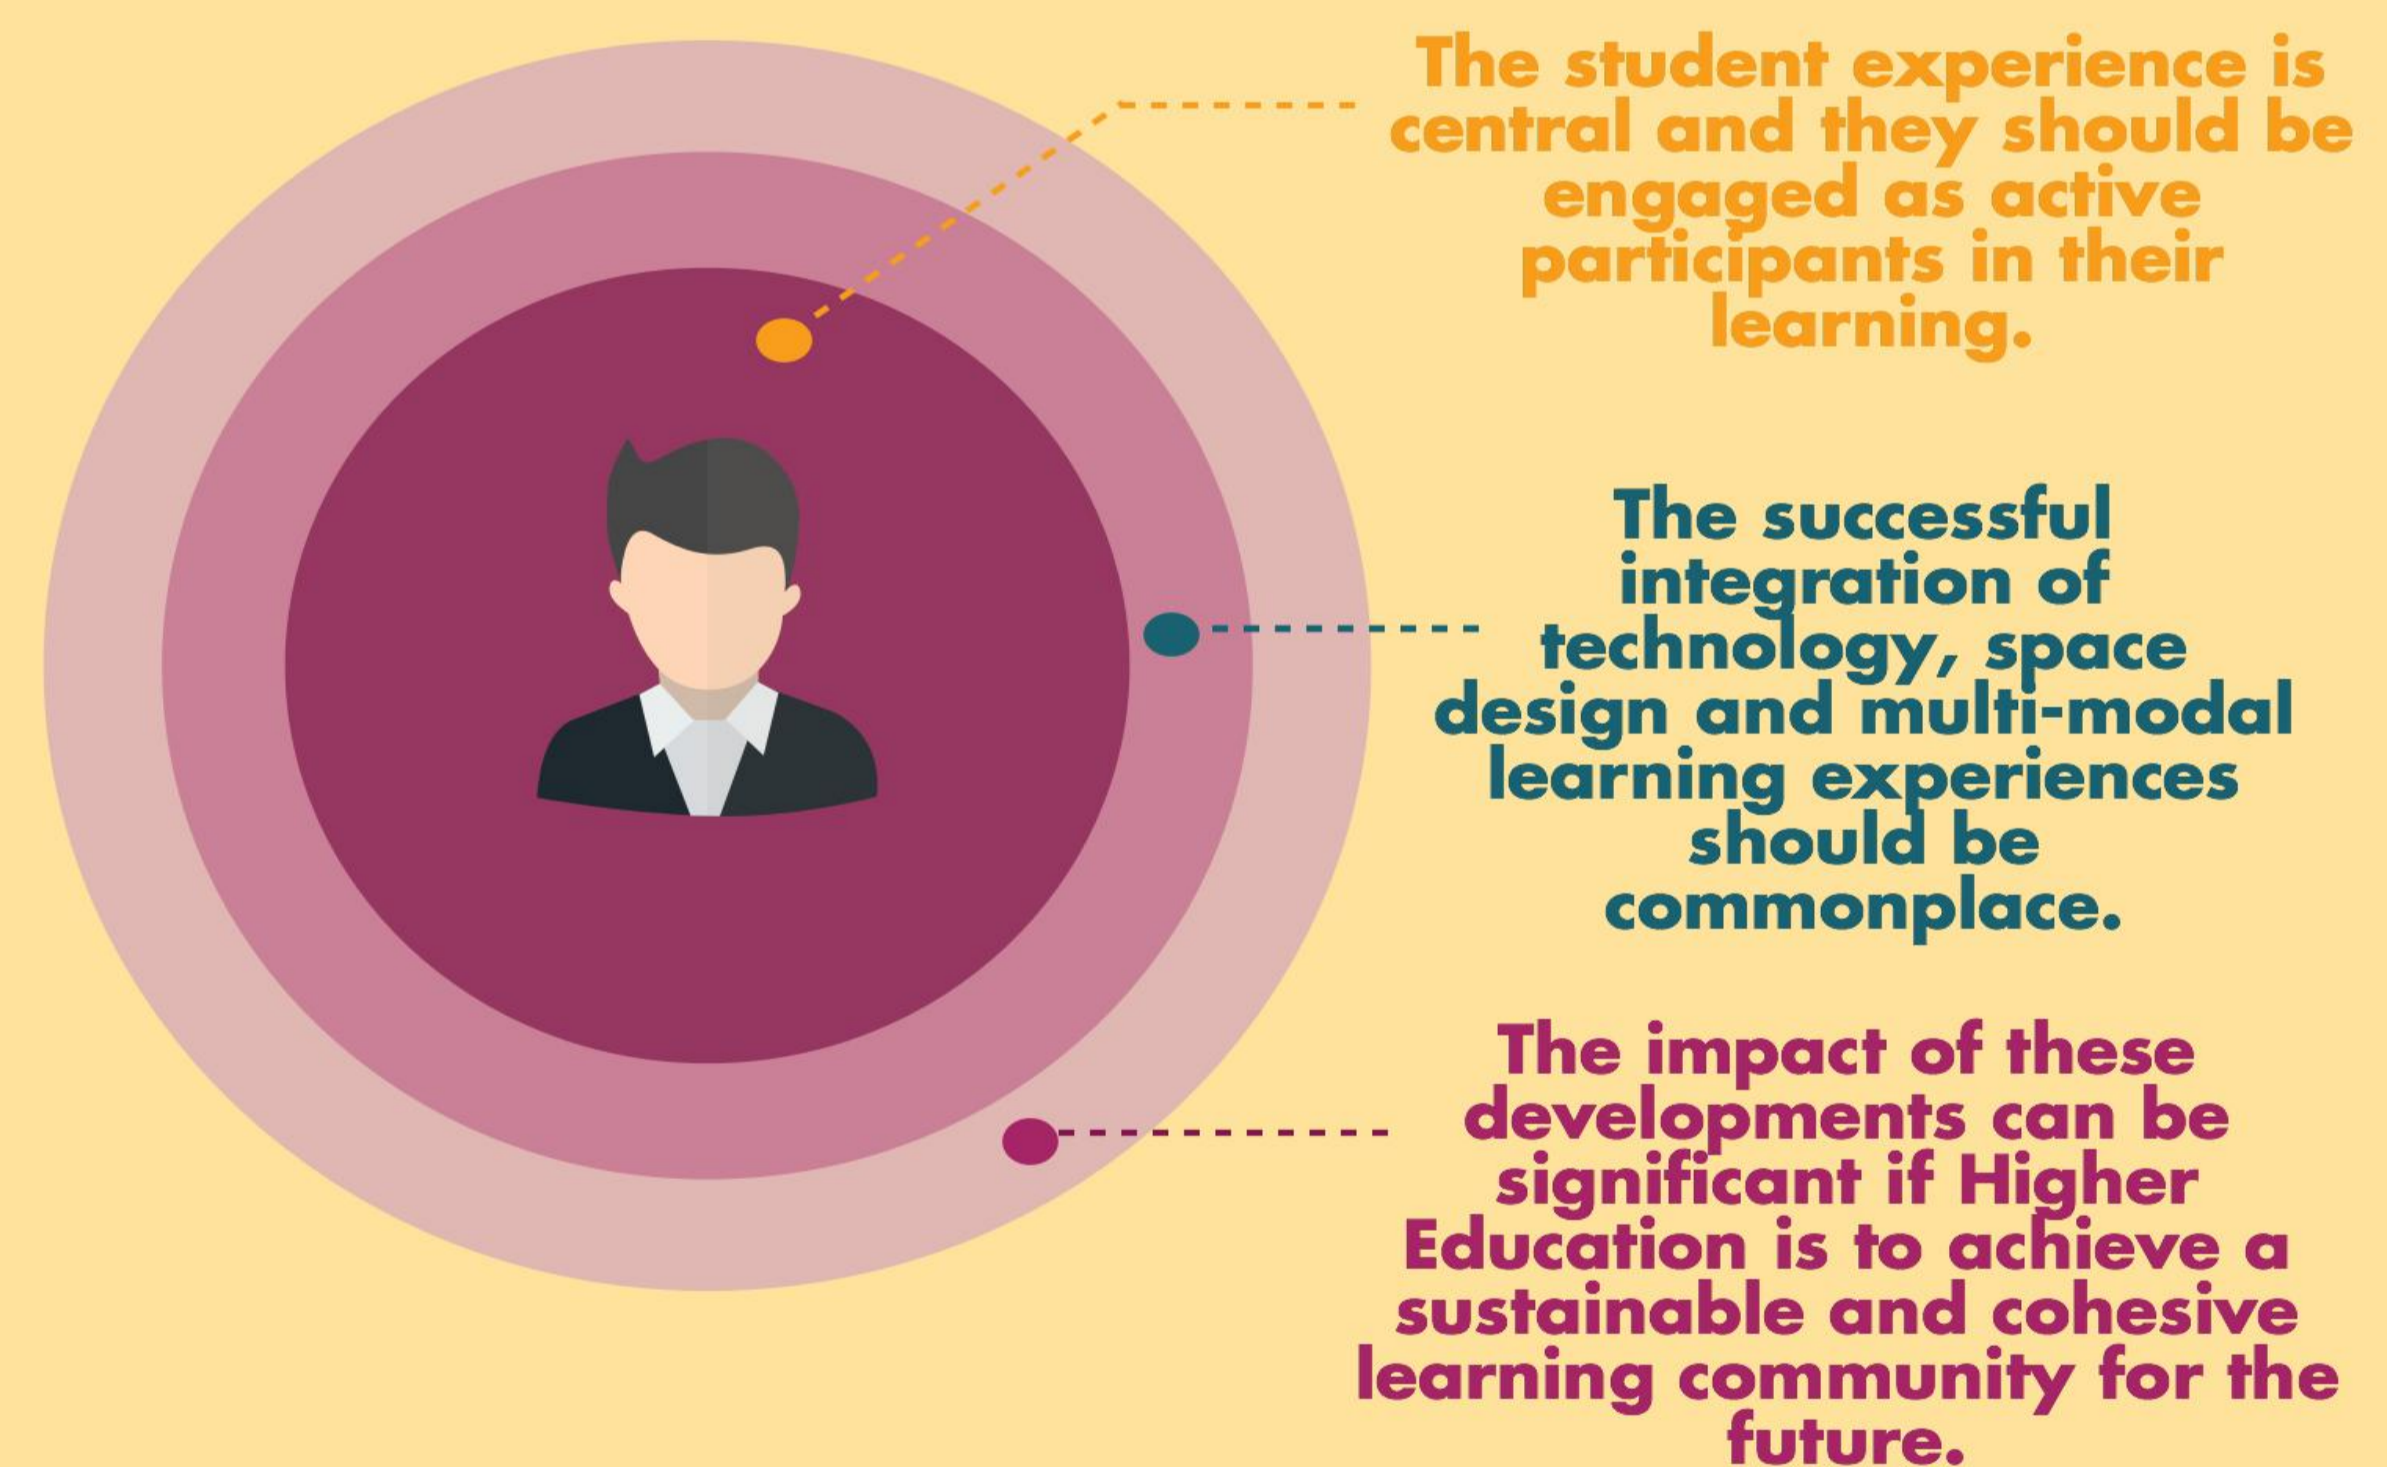 The student experience is
central and they should be
engaged as active
participants in their
learning.
The successful
integration of
technology, space
design and multi-modal
learning experiences
should be
commonplace.
The impact of these
developments can be
significant if Higher
Education is to achieve a
sustainable and cohesive
learning community for the
future.